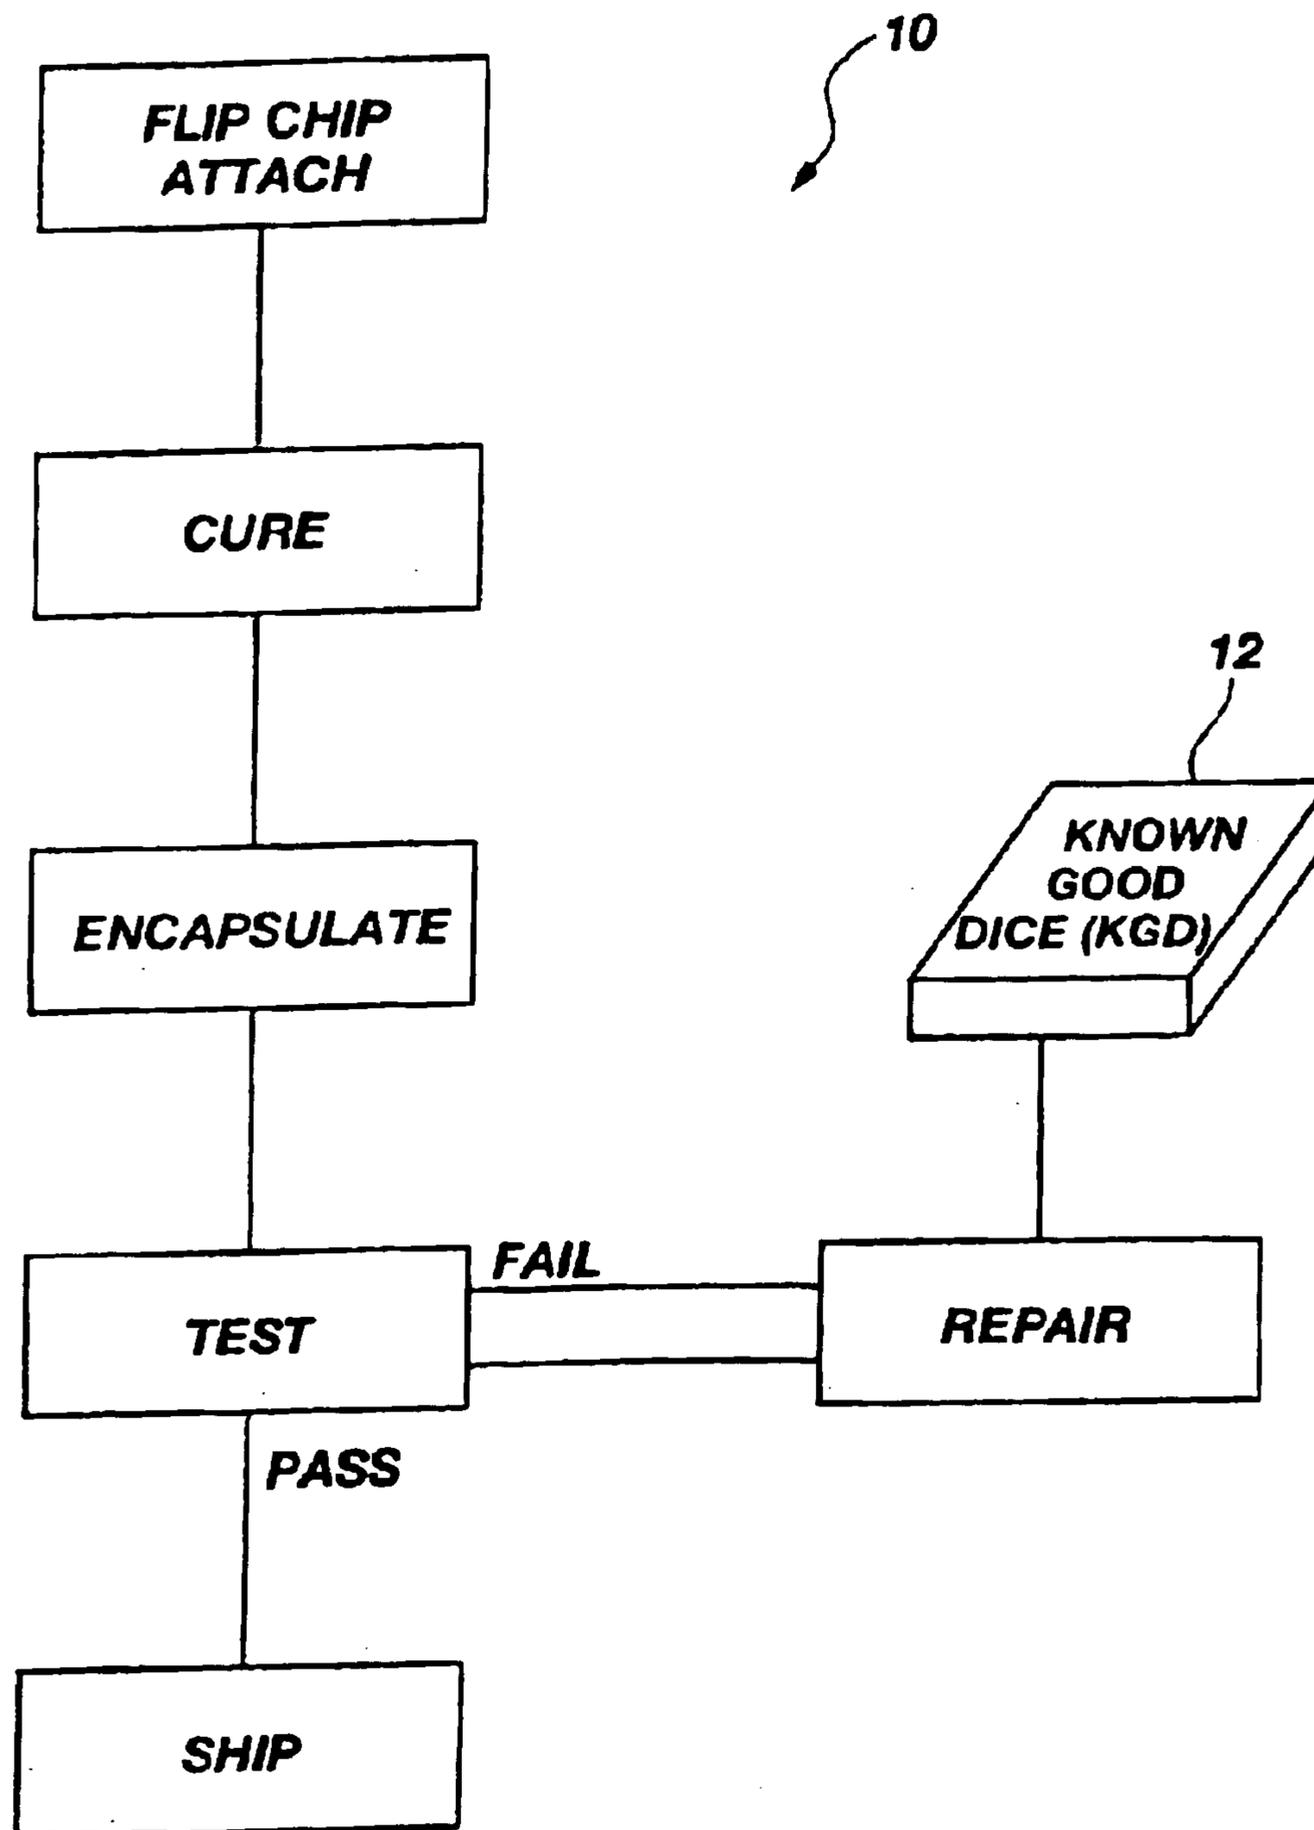 10
FLIP CHIP
ATTACH
CURE
12
KNOWN
GOOD
DICE (KGD)
ENCAPSULATE
FAIL
TEST
REPAIR
PASS
SHIP